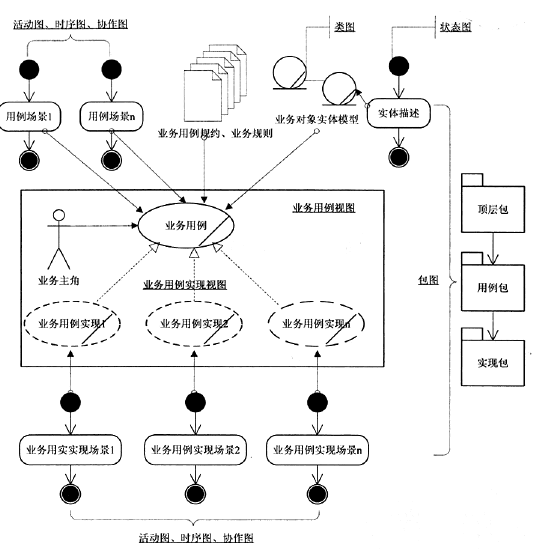 活动图、时序图、协作图
类图
状态图
用例场景1
用例场景n
业务用例规约、业务规则
业务对象实体模型
实体描述
业务用例视图
业务用例
业务主角
业务用例实现视图
业务用例实现1
业务用例实现2
业务用例实现n
包图
顶层包
用例包
实现包
业务用实实现场景1
业务用例实现场景2
业务用例实现场景n
活动图、时序图、协作图